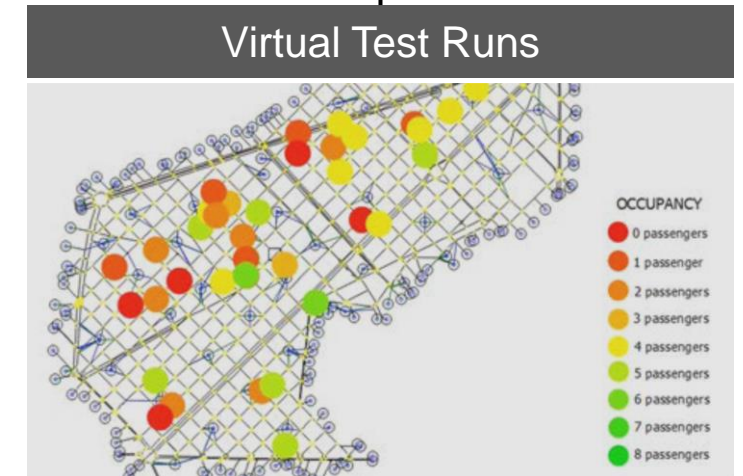 Virtual Test Runs
OCCUPANCY
0 passengers
1 passenger
2 passengers
3 passengers
4 passengers
5 passengers
6 passengers
7 passengers
8 passengers